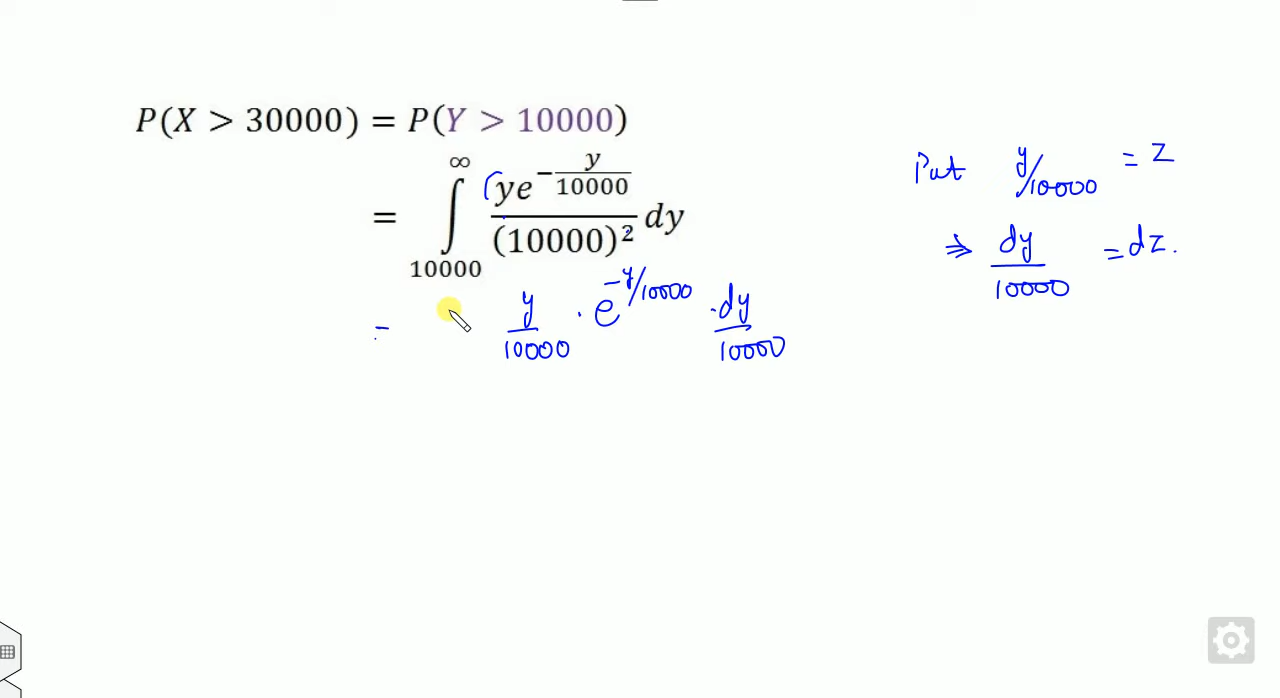 P(X > 30000) = P(Y > 10000)
= ∫_{10000}^{∞} (ye^{-y/10000}/(10000)^2 dy
= y/10000 · e^{-y/10000} · dy/10000
Put y/10000 = z
⇒ dy/10000 = dz.